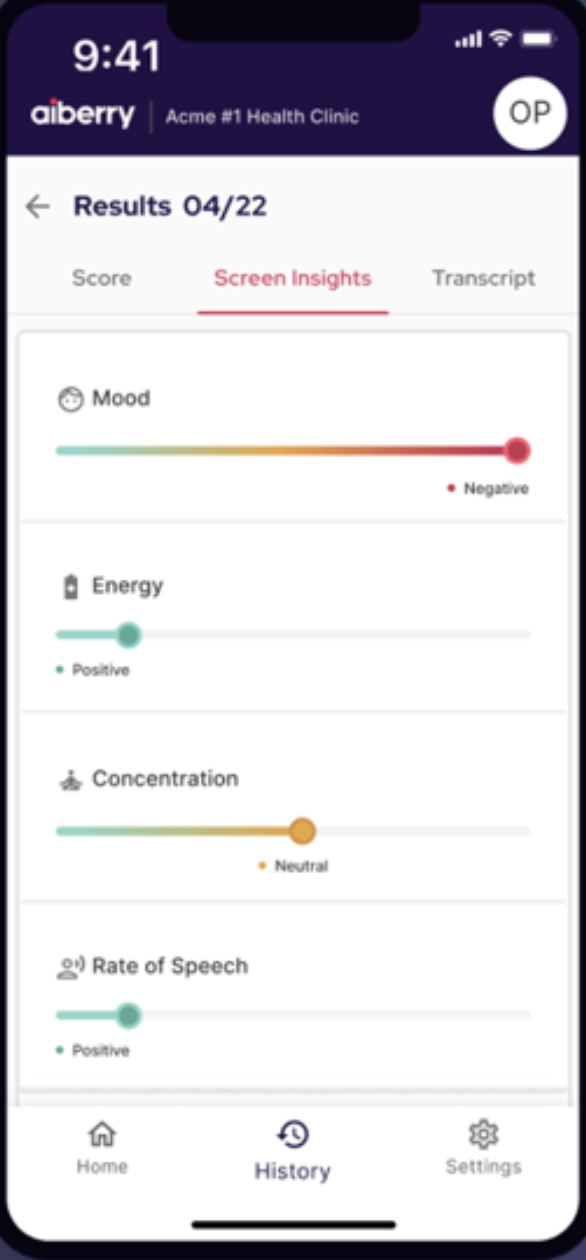 9:41
aiberry | Acme #1 Health Clinic OP
Results 04/22
Score Screen Insights Transcript
Mood
Negative
Energy
Positive
Concentration
Neutral
Rate of Speech
Positive
Home History Settings